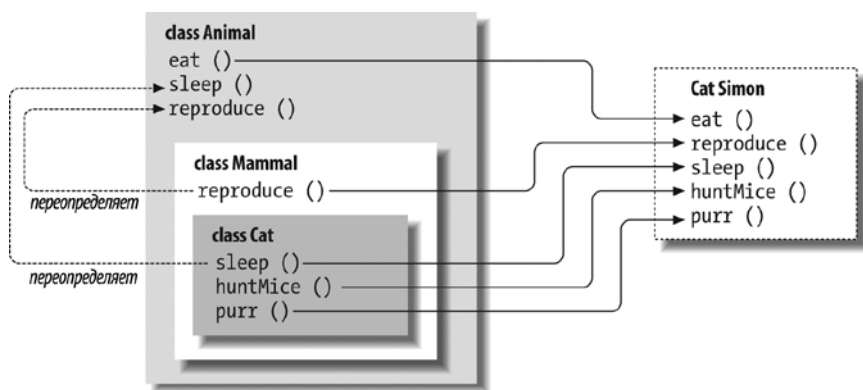 class Animal
eat ()
sleep ()
reproduce ()
class Mammal
reproduce ()
переопределяет
class Cat
sleep ()
huntMice ()
purr ()
переопределяет
Cat Simon
eat ()
reproduce ()
sleep ()
huntMice ()
purr ()